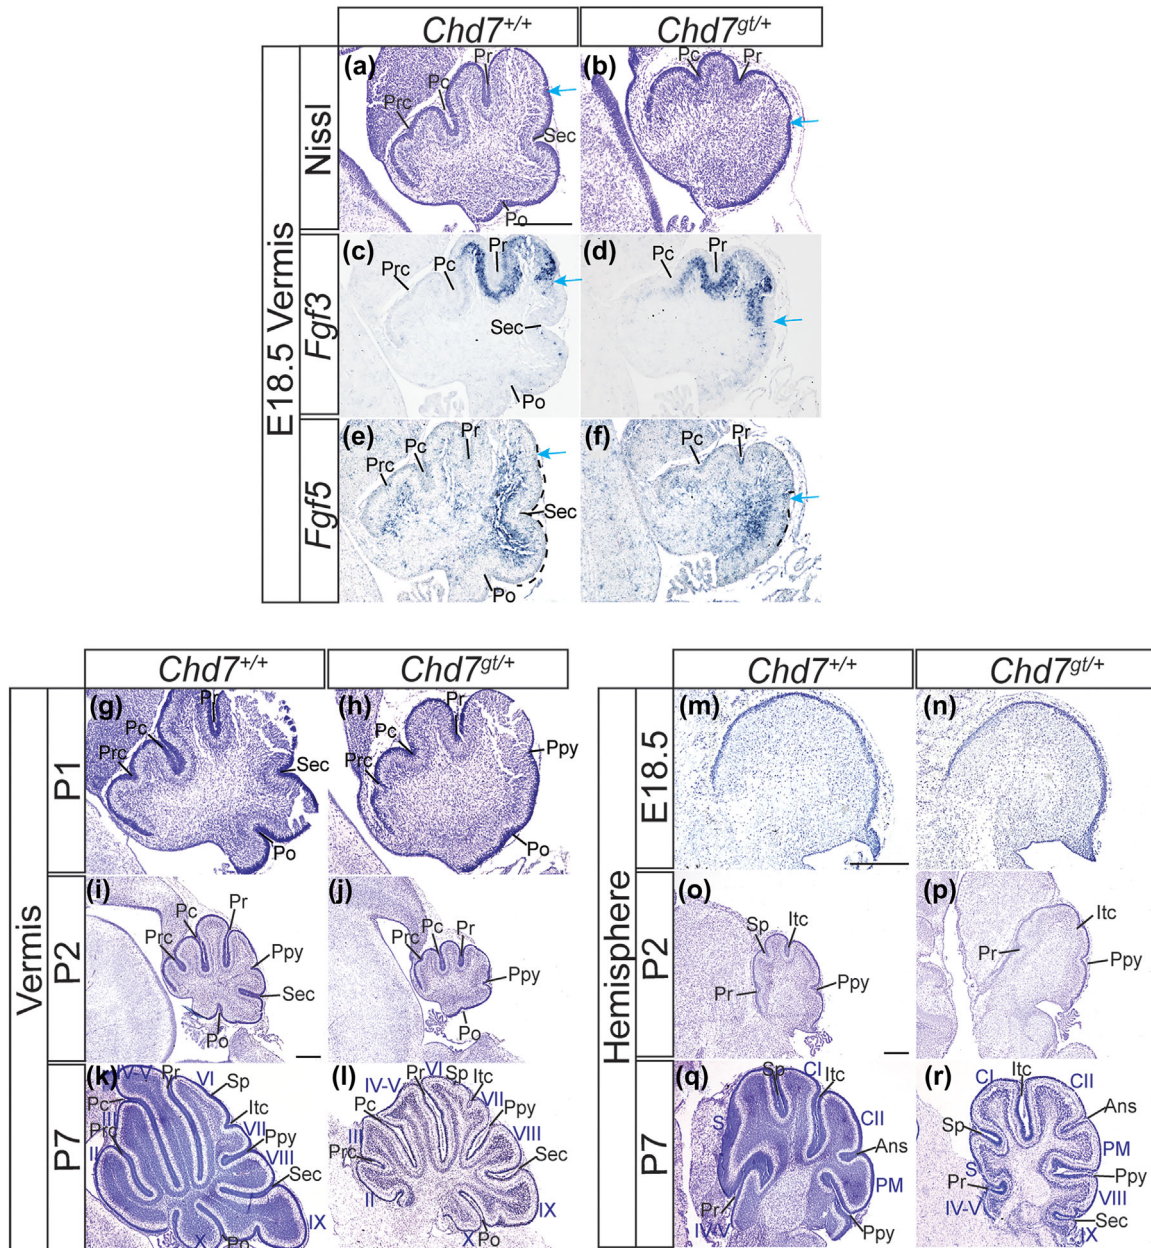 Chd7+/+ Chd7gt/+
E18.5 Vermis
Nissl
(a) Pr Pc Prc Sec Po
(b) Pc Pr
Fgf3
(c) Pr Prc Pc Sec Po
(d) Pr Pc
Fgf5
(e) Pc Pr Prc Sec Po
(f) Pc Pr
Chd7+/+ Chd7gt/+
Vermis
P1
(g) Pr Pc Prc Sec Po
(h) Pr Pc Prc Ppy Po
P2
(i) Pr Pc Prc Ppy Sec Po
(j) Pc Pr Prc Ppy Po
P7
(k) IV-V Pr VI Sp Pc III Itc Prc VII II Ppy VIII Sec IX X Po
(l) Pr VI Sp IV-V Itc Pc VII Ppy III VIII Prc Sec II IX X Po
Chd7+/+ Chd7gt/+
Hemisphere
E18.5
(m)
(n)
P2
(o) Sp Itc Pr Ppy
(p) Itc Pr Ppy
P7
(q) Sp CI Itc S CII Ans PM Pr IV-V Ppy
(r) Itc CI CII Ans Sp PM S Ppy Pr VIII IV-V Sec IX